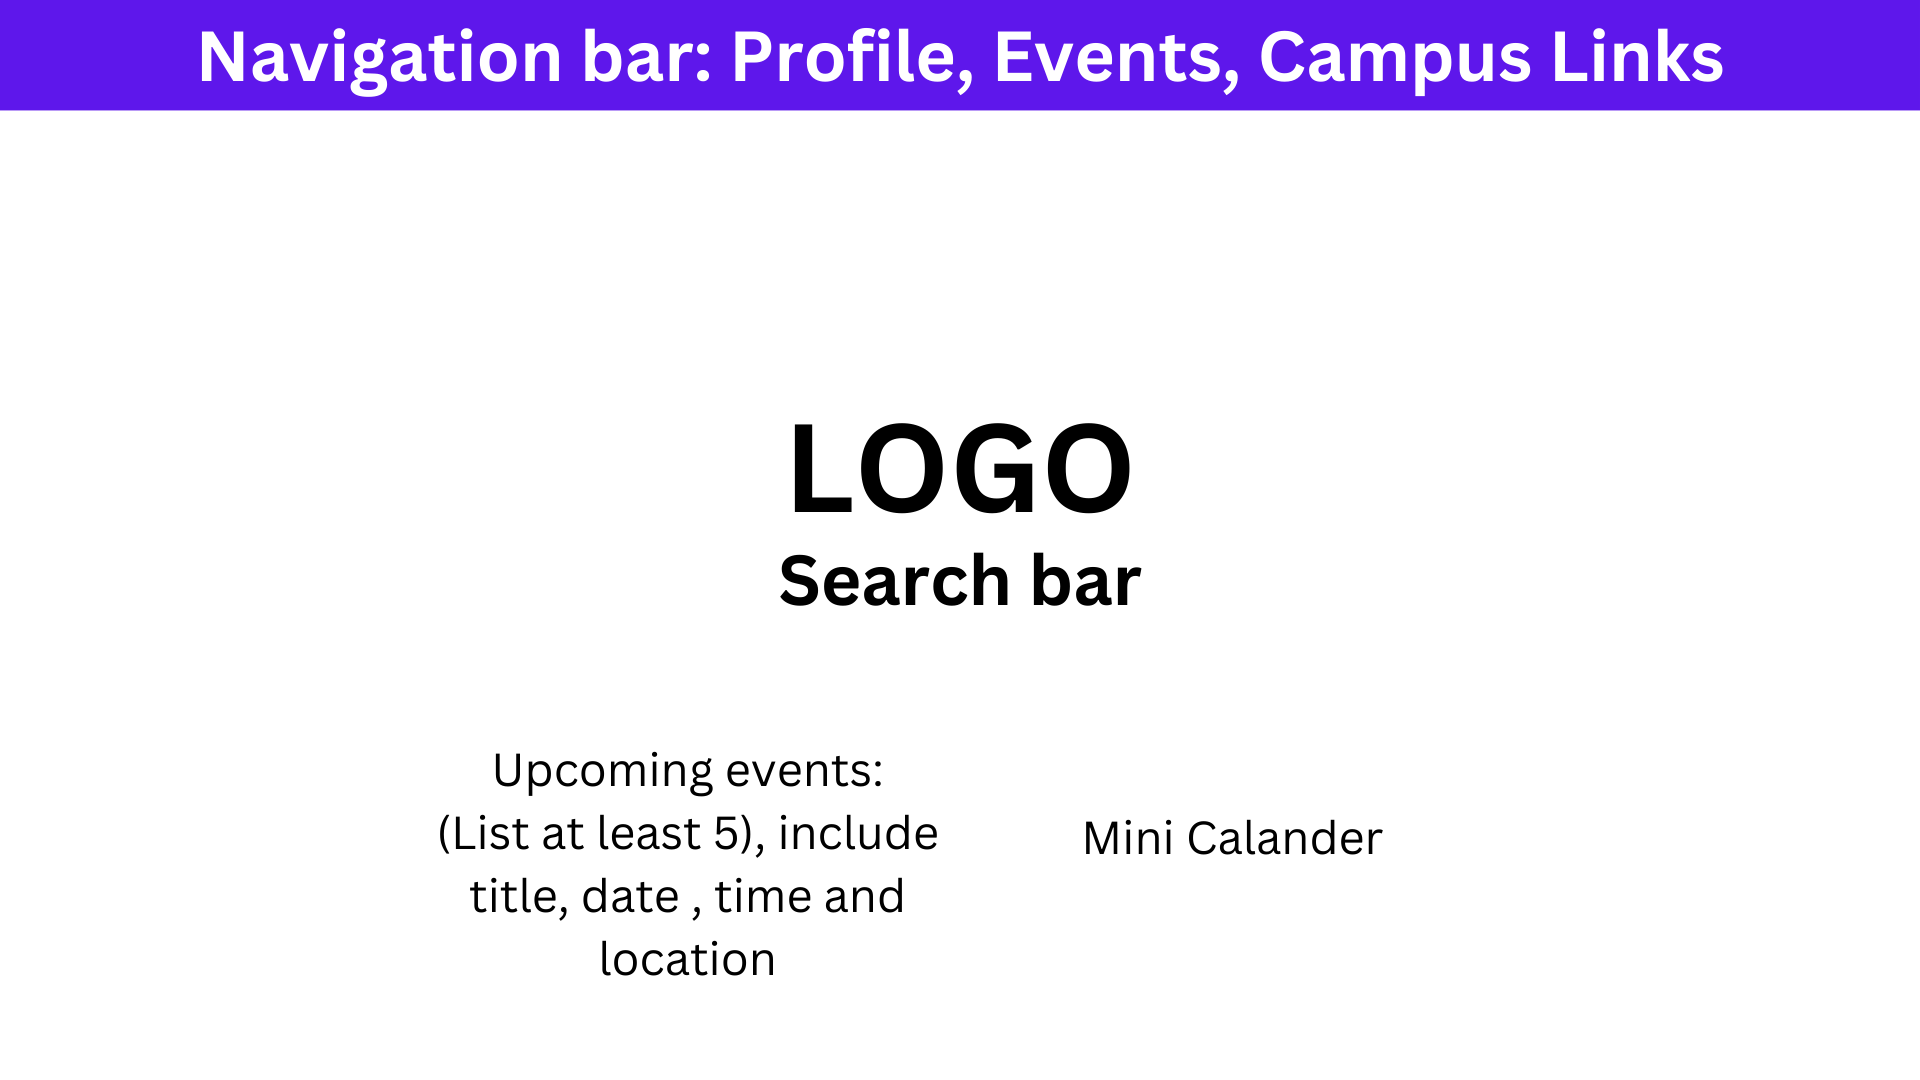 Navigation bar: Profile, Events, Campus Links
LOGO
Search bar
Upcoming events:
(List at least 5), include
title, date , time and
location
Mini Calander